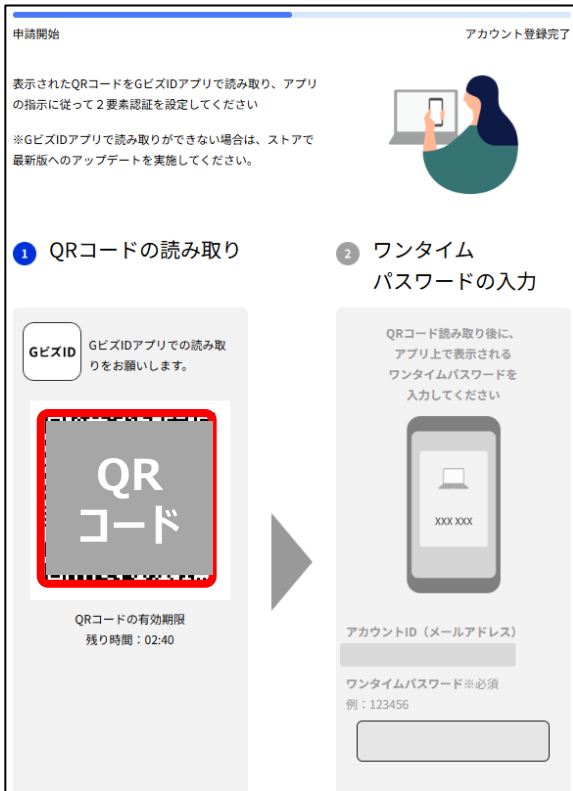 申請開始
アカウント登録完了
表示されたQRコードをGビズIDアプリで読み取り、アプリ
の指示に従って２要素認証を設定してください
※GビズIDアプリで読み取りができない場合は、ストアで
最新版へのアップデートを実施してください。
1 QRコードの読み取り
GビズID
GビズIDアプリでの読み取
りをお願いします。
QR
コード
QRコードの有効期限
残り時間：02:40
2 ワンタイム
パスワードの入力
QRコード読み取り後に、
アプリ上で表示される
ワンタイムパスワードを
入力してください
XXX XXX
アカウントID（メールアドレス）
ワンタイムパスワード※必須
例：123456